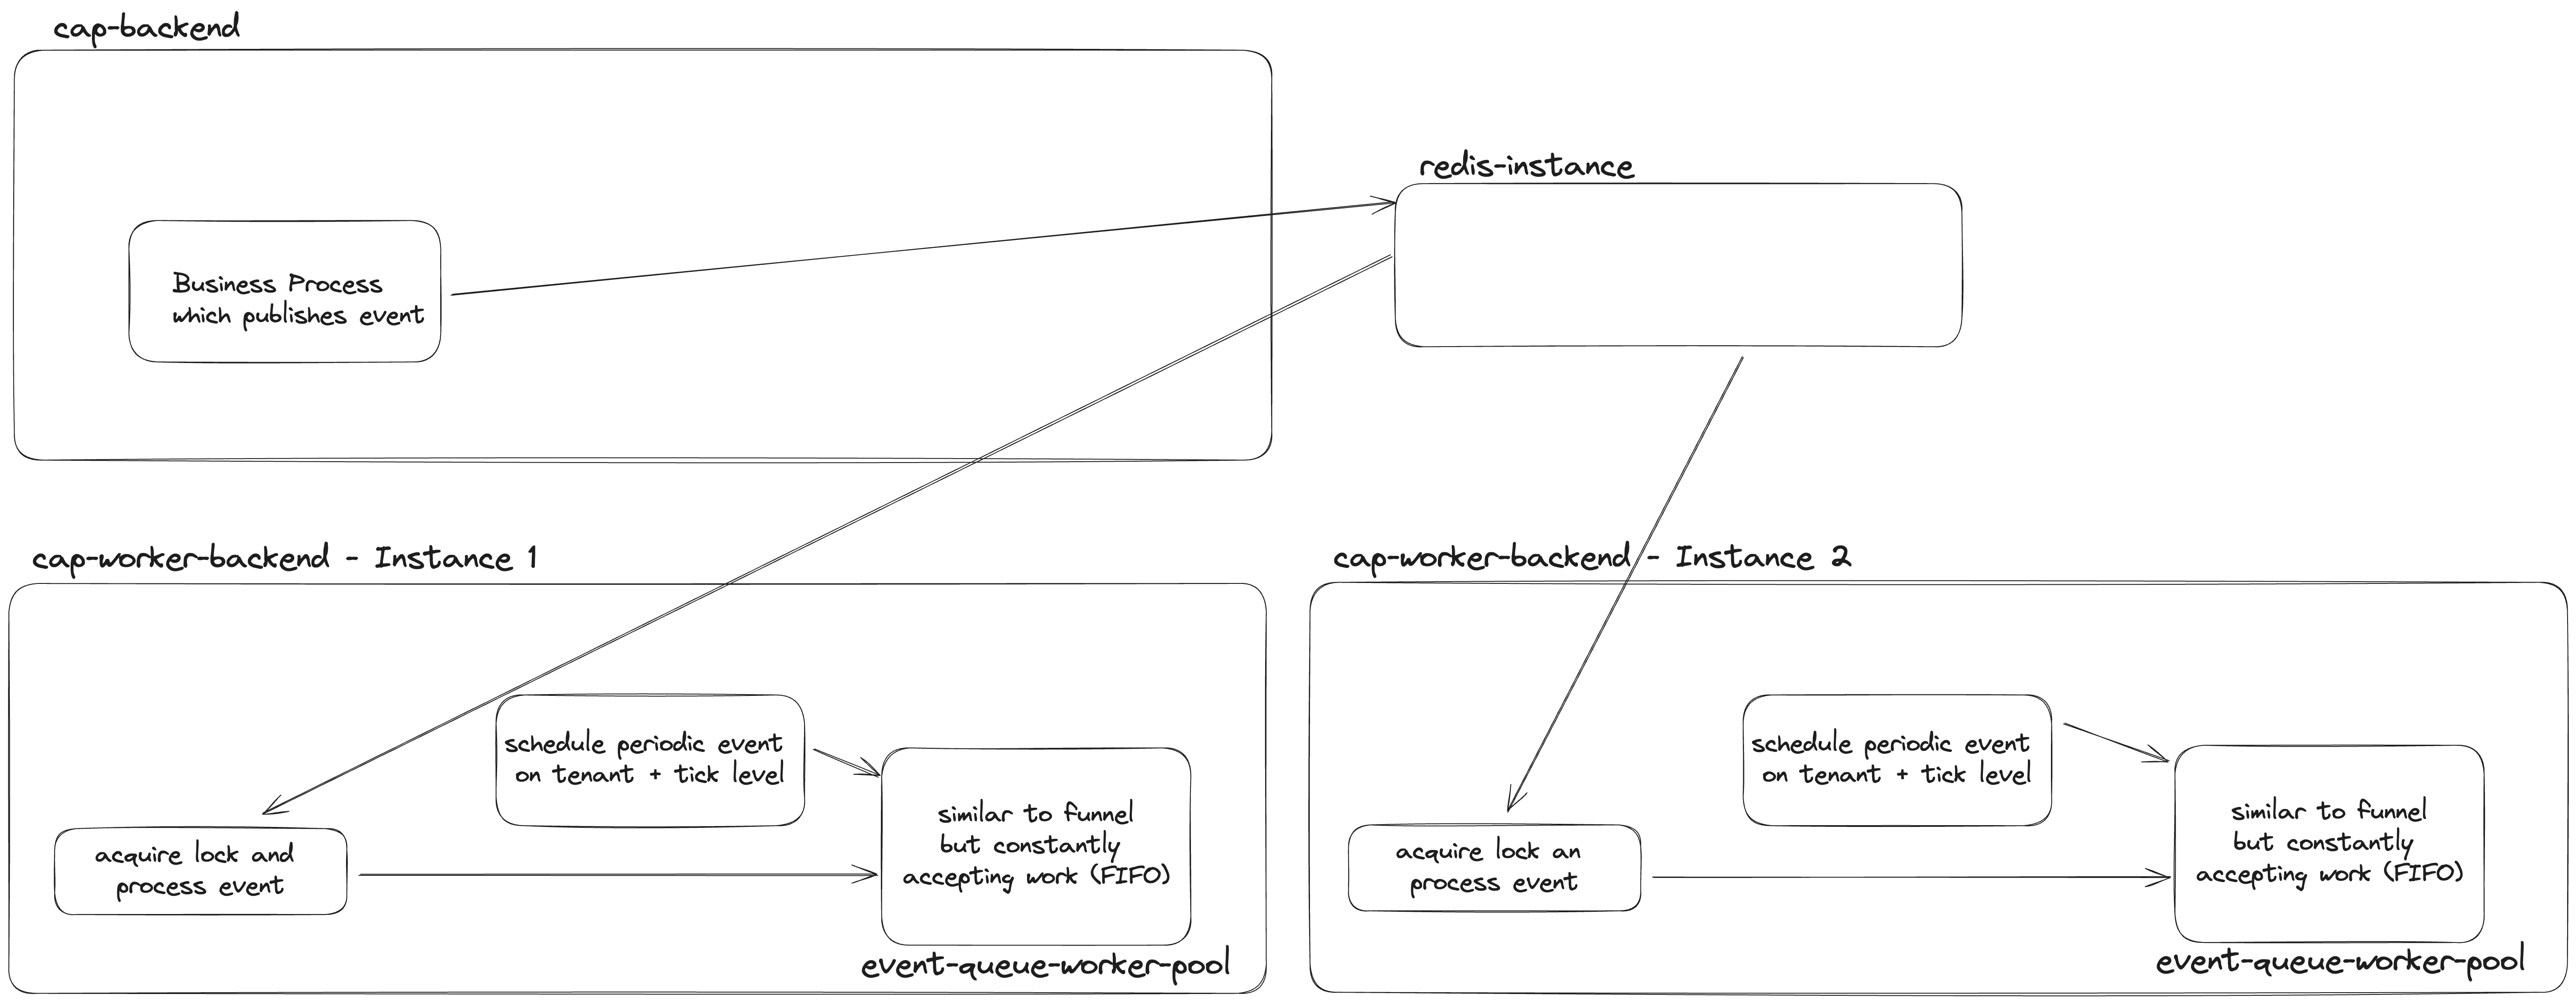 cap-backend
Business Process
which publishes event
redis-instance
cap-worker-backend - Instance 1
schedule periodic event
on tenant + tick level
acquire lock and
process event
similar to funnel
but constantly
accepting work (FIFO)
event-queue-worker-pool
cap-worker-backend - Instance 2
schedule periodic event
on tenant + tick level
acquire lock an
process event
similar to funnel
but constantly
accepting work (FIFO)
event-queue-worker-pool